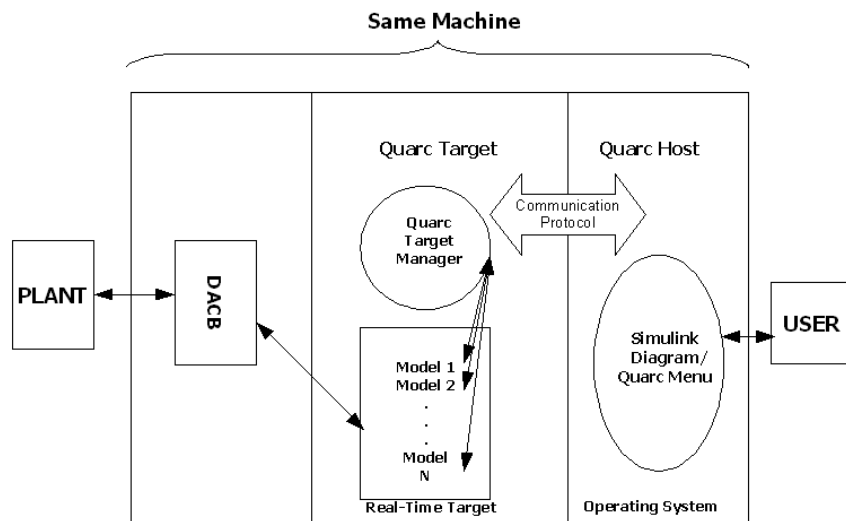 Same Machine
Quarc Target
Quarc Host
Communication
Protocol
Quarc
Target
Manager
PLANT
DACB
USER
Simulink
Diagram/
Quarc Menu
Model 1
Model 2
.
.
.
.
Model
N
Real-Time Target
Operating System